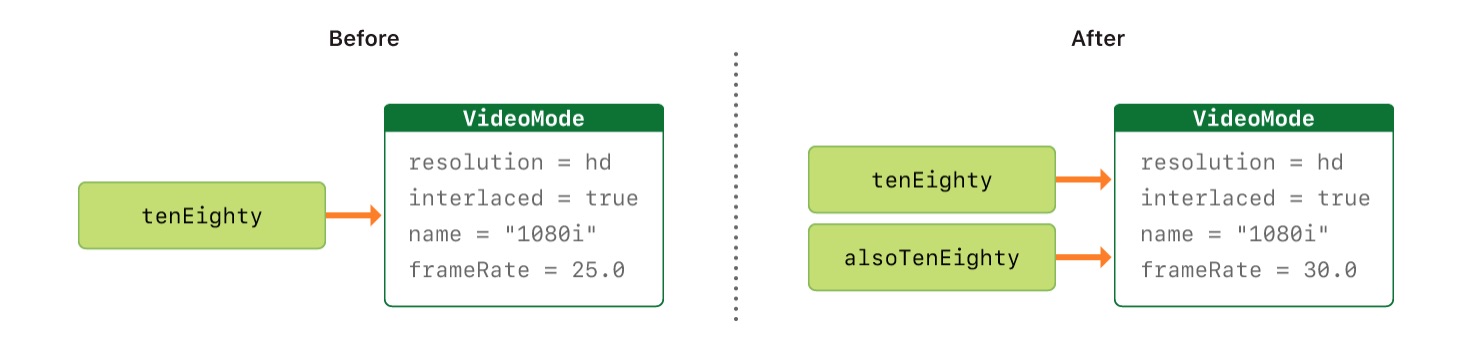 Before
VideoMode
tenEighty
resolution = hd
interlaced = true
name = "1080i"
frameRate = 25.0
After
VideoMode
tenEighty
alsoTenEighty
resolution = hd
interlaced = true
name = "1080i"
frameRate = 30.0